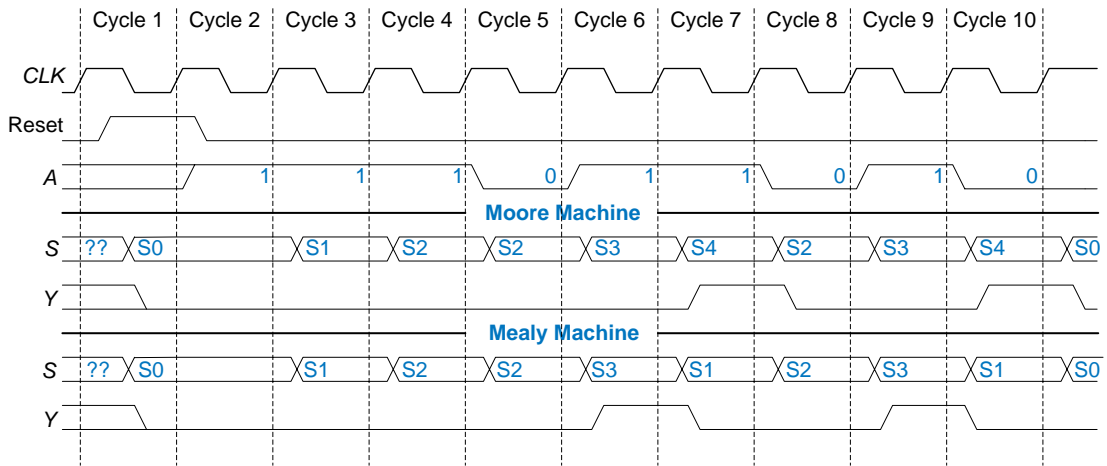 Cycle 1 Cycle 2 Cycle 3 Cycle 4 Cycle 5 Cycle 6 Cycle 7 Cycle 8 Cycle 9 Cycle 10
CLK
Reset
A 1 1 1 0 1 1 0 1 0
Moore Machine
S ?? S0 S1 S2 S2 S3 S4 S2 S3 S4 S0
Y
Mealy Machine
S ?? S0 S1 S2 S2 S3 S1 S2 S3 S1 S0
Y